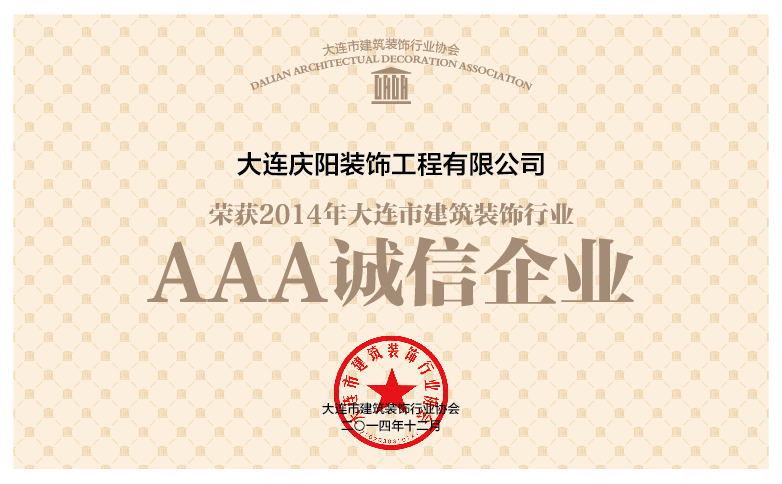 大连市建筑装饰行业协会
DALIAN ARCHITECTUAL DECORATION ASSOCIATION
DADA
大连庆阳装饰工程有限公司
荣获2014年大连市建筑装饰行业
AAA诚信企业
大连市建筑装饰行业协会
大连市建筑装饰行业协会
二〇一四年十二月